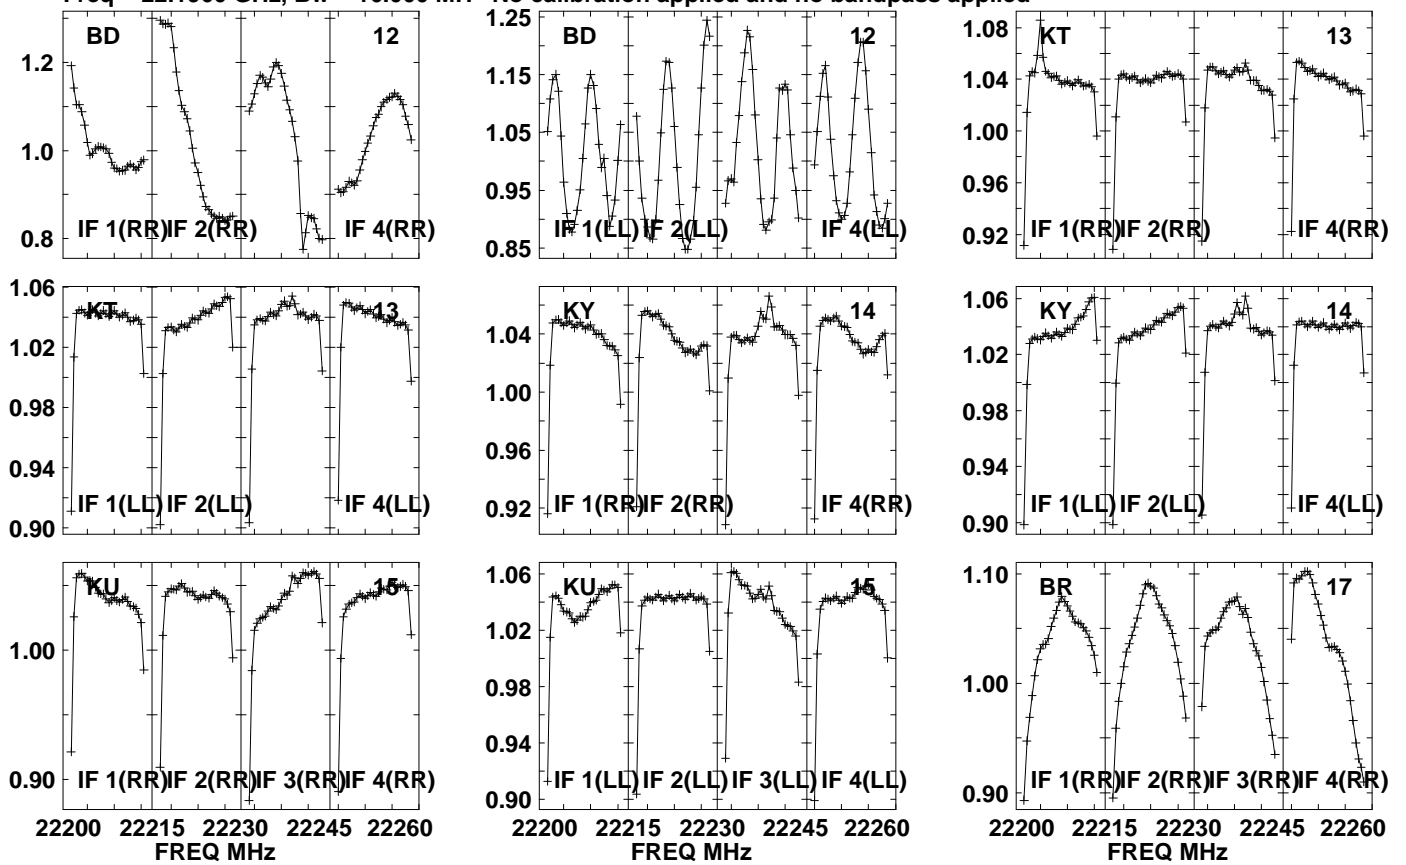 Freq GHz, MH No calibration applied and no bandpass applied
BD 12
1.2
1.0
0.8
IF 1(RR) IF 2(RR) IF 4(RR)
BD 12
1.25
1.15
1.05
0.95
0.85
IF 1(LL) IF 2(LL) IF 4(LL)
KT 13
1.08
1.04
1.00
0.96
0.92
IF 1(RR) IF 2(RR) IF 4(RR)
KT 13
1.06
1.02
0.98
0.94
0.90
IF 1(LL) IF 2(LL) IF 4(LL)
KY 14
1.04
1.00
0.96
0.92
IF 1(RR) IF 2(RR) IF 4(RR)
KY 14
1.06
1.02
0.98
0.94
0.90
IF 1(LL) IF 2(LL) IF 4(LL)
KU 15
1.00
0.90
IF 1(RR) IF 2(RR) IF 3(RR) IF 4(RR)
22200 22215 22230 22260
FREQ MHz
KU 15
1.06
1.02
0.98
0.94
0.90
IF 1(LL) IF 2(LL) IF 3(LL) IF 4(LL)
22200 22215 22230 22245 22260
FREQ MHz
BR 17
1.10
1.00
0.90
IF 1(RR) IF 2(RR) IF 3(RR) IF 4(RR)
22200 22215 22230 22245 22260
FREQ MHz